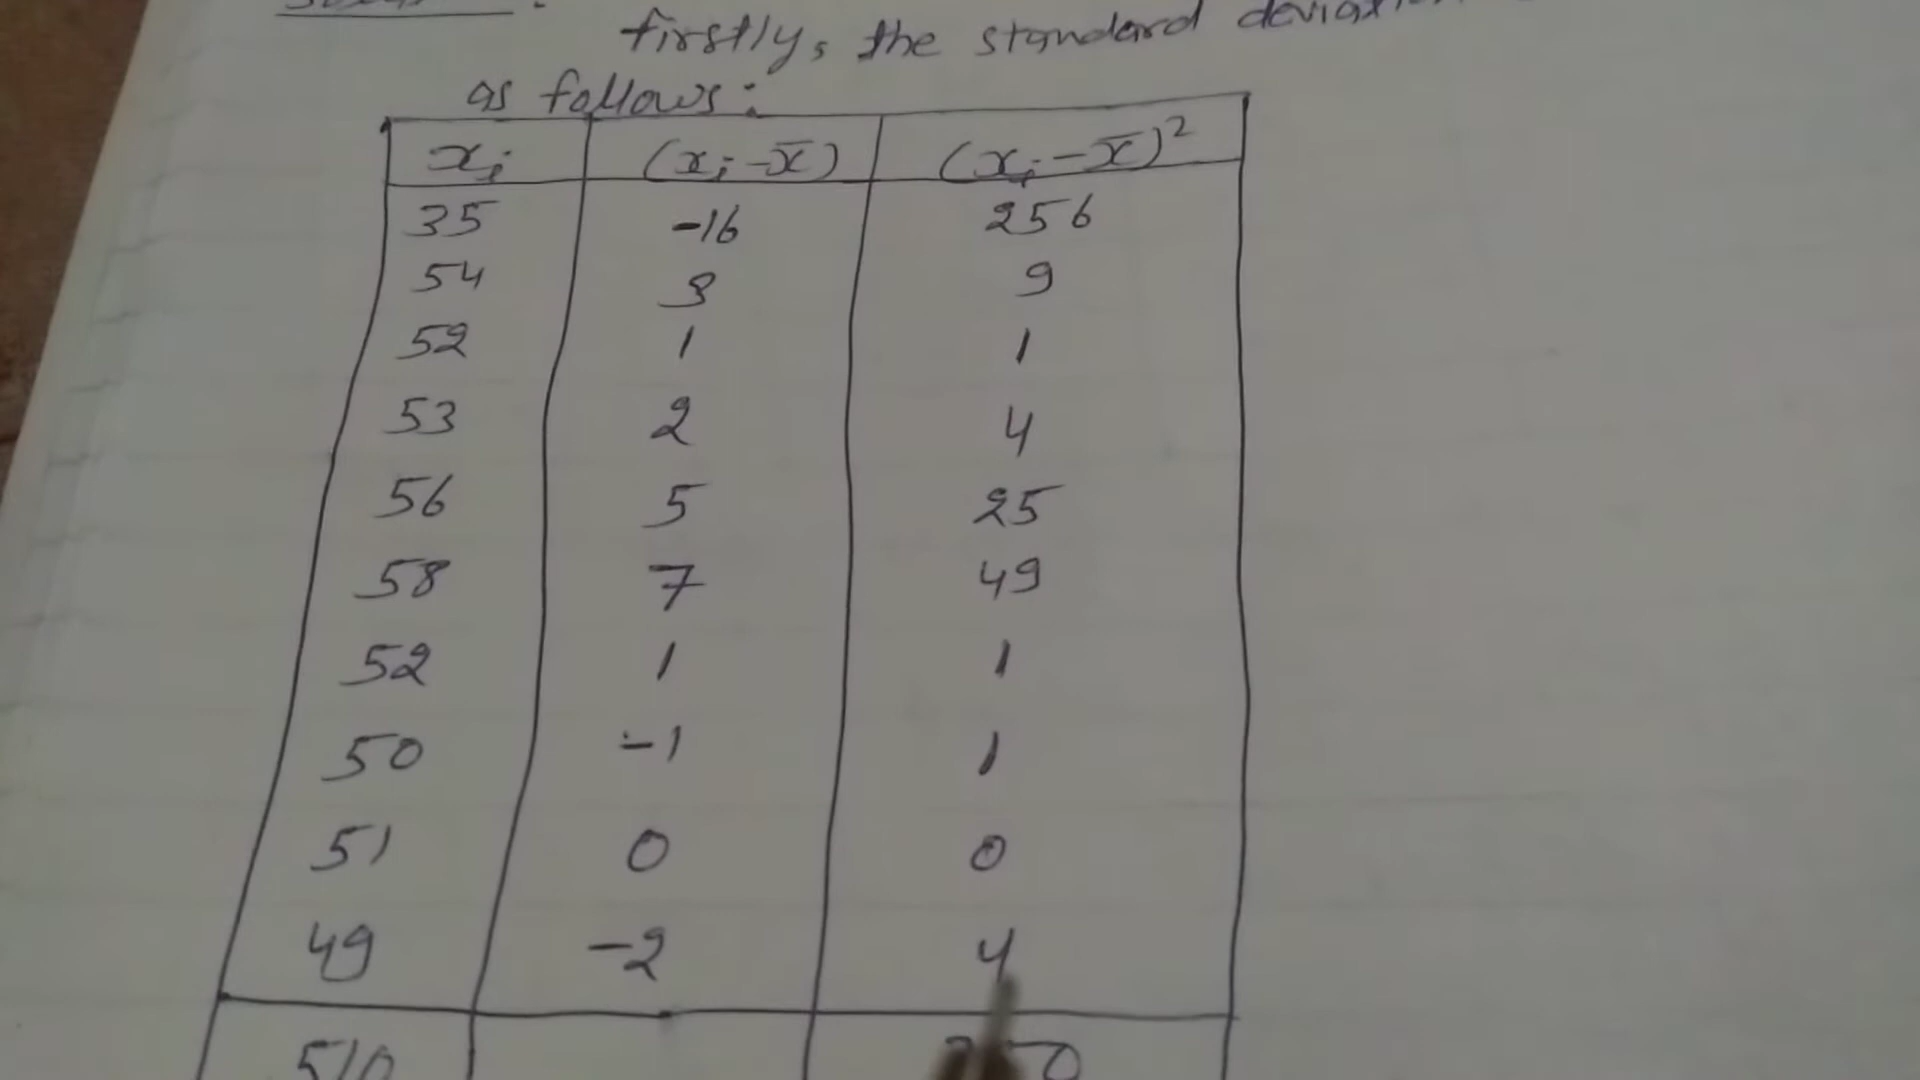 firstly, the standard
as follows:
xᵢ (xᵢ-x̄) (xᵢ-x̄)²
35 -16 256
54 3 9
52 1 1
53 2 4
56 5 25
58 7 49
52 1 1
50 -1 1
51 0 0
49 -2 4
510